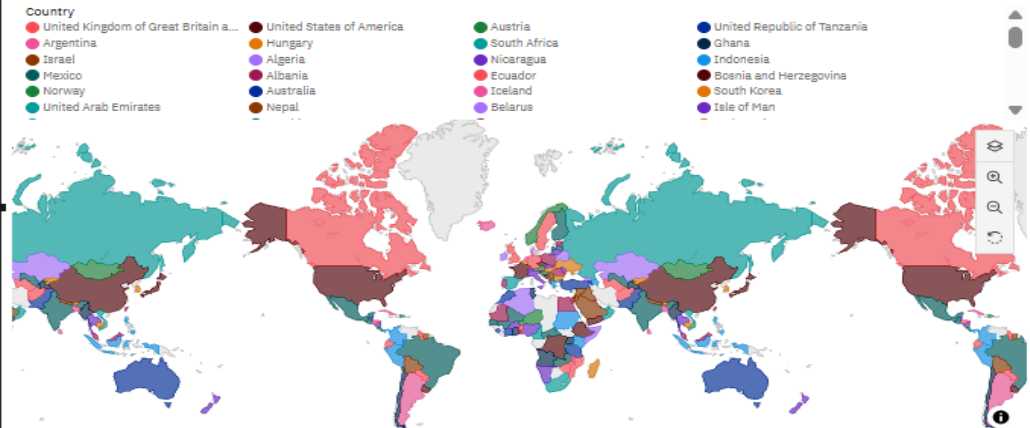 Country
United Kingdom of Great Britain a... United States of America Austria United Republic of Tanzania
Argentina Hungary South Africa Ghana
Israel Algeria Nicaragua Indonesia
Mexico Albania Ecuador Bosnia and Herzegovina
Norway Australia Iceland South Korea
United Arab Emirates Nepal Belarus Isle of Man